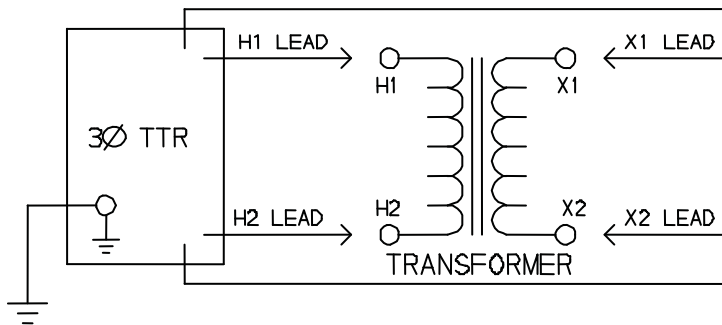 H1 LEAD
X1 LEAD
H1
X1
3Ø TTR
H2 LEAD
H2
X2
X2 LEAD
TRANSFORMER